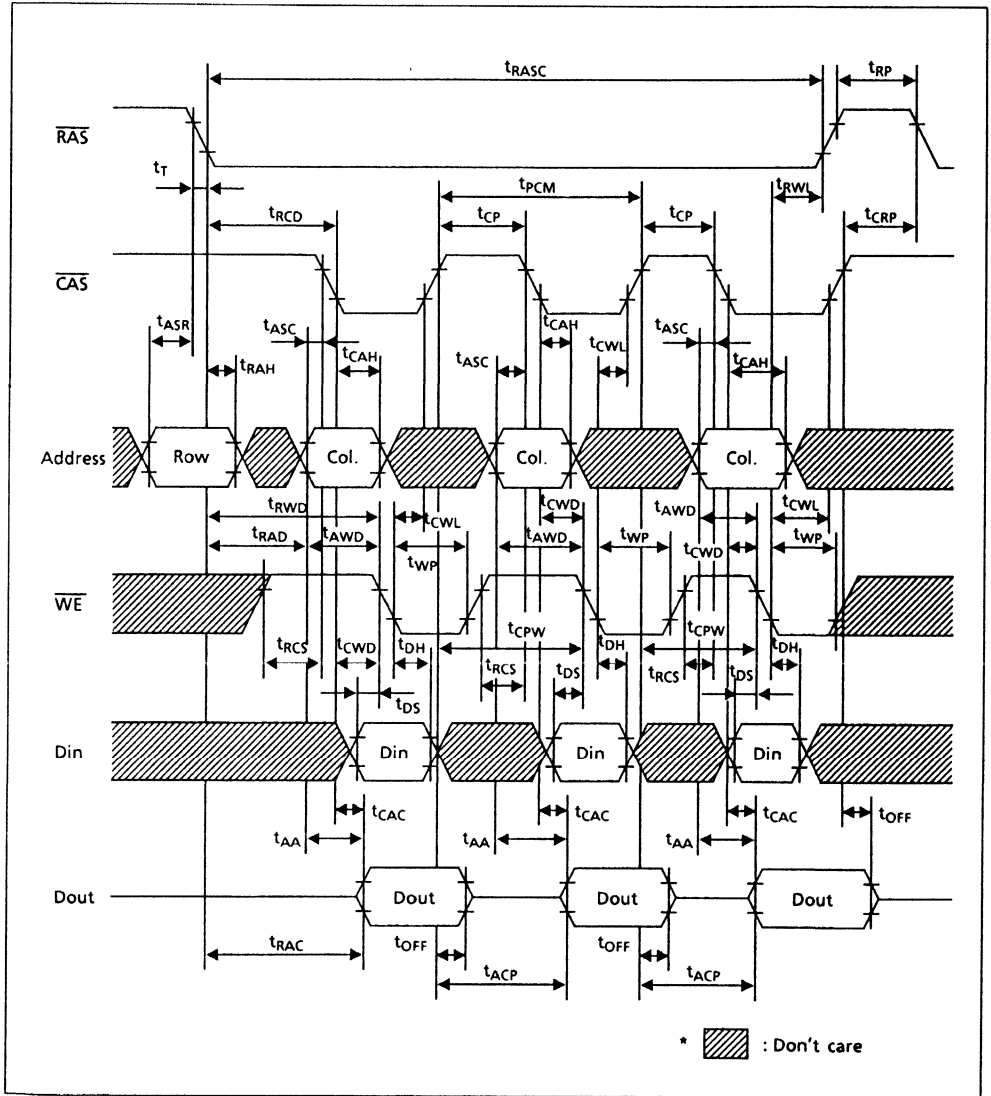 tRASC tRP
RAS
tT tPCM tRWL
tRCD tCP tCP tCRP
CAS
tASR tASC tCAH tASC
tRAH tCAH tASC tCWL tCAH
Address Row Col. Col. Col.
tRWD tCWL tCWD tAWD tCWL
tRAD tAWD tWP tAWD tWP tCWD tWP
WE
tCPW tCPW
tRCS tCWD tDH tRCS tDS tDH tRCS tDS tDH
tDS
Din Din Din Din
tCAC tCAC tCAC tOFF
tAA tAA tAA
Dout Dout Dout Dout
tRAC tOFF tOFF
tACP tACP
* : Don't care